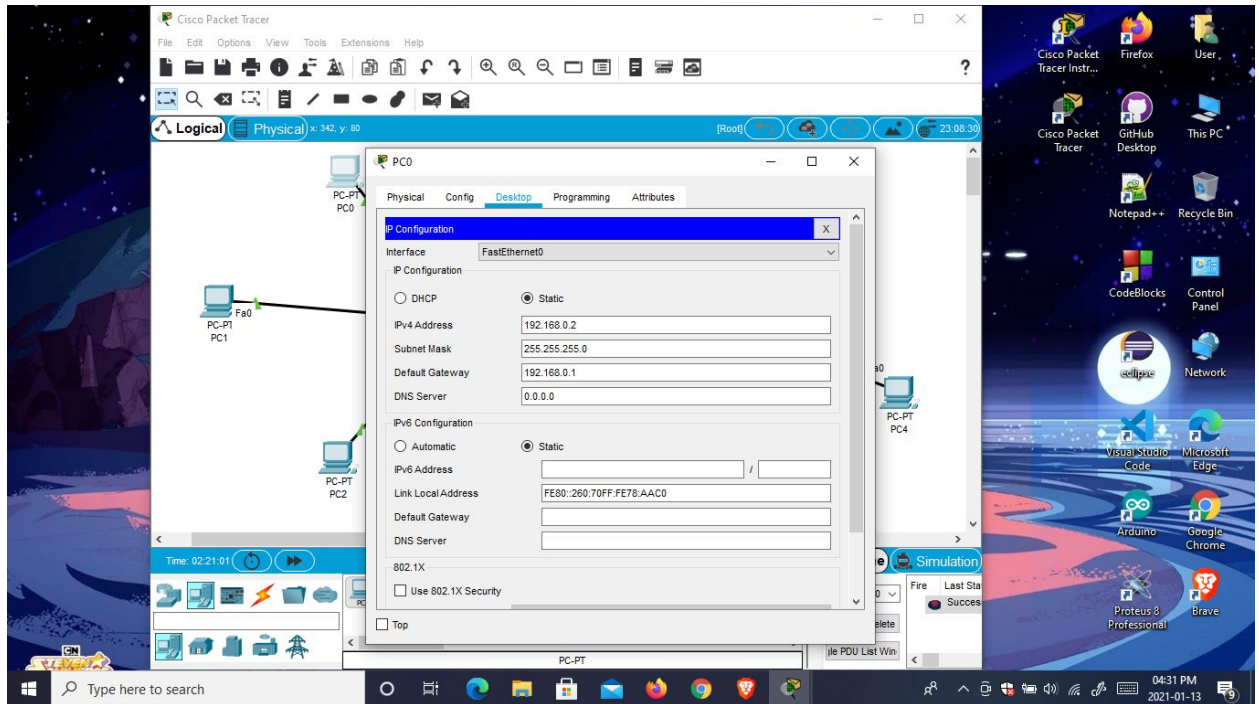 Cisco Packet Tracer
File Edit Options View Tools Extensions Help
?
Logical Physical x: 342, y: 80 [Root] 23:08:30
PC-PT
PC0
Fa0
PC-PT
PC1
PC-PT
PC2
a0
PC-PT
PC4
PC0
Physical Config Desktop Programming Attributes
IP Configuration X
Interface FastEthernet0
IP Configuration
DHCP Static
IPv4 Address 192.168.0.2
Subnet Mask 255.255.255.0
Default Gateway 192.168.0.1
DNS Server 0.0.0.0
IPv6 Configuration
Automatic Static
IPv6 Address /
Link Local Address FE80::260:70FF:FE78:AAC0
Default Gateway
DNS Server
802.1X
Use 802.1X Security
Top
Time: 02:21:01
e Simulation
0 Fire Last Sta
Succes
elete
PDU List Win
PC-PT
Cisco Packet
Tracer Instr...
Firefox
User
Cisco Packet
Tracer
GitHub
Desktop
This PC
Notepad++
Recycle Bin
CodeBlocks
Control
Panel
eclipse
Network
Visual Studio
Code
Microsoft
Edge
Arduino
Google
Chrome
Proteus 8
Professional
Brave
CN
Type here to search
04:31 PM
2021-01-13
9